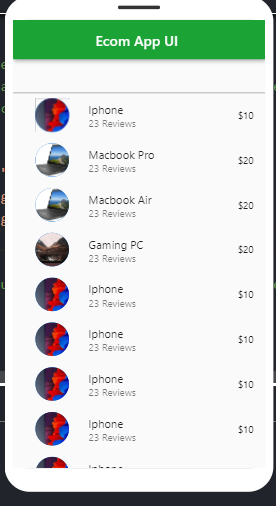 Ecom App UI
Iphone
23 Reviews
$10
Macbook Pro
23 Reviews
$20
Macbook Air
23 Reviews
$20
Gaming PC
23 Reviews
$20
Iphone
23 Reviews
$10
Iphone
23 Reviews
$10
Iphone
23 Reviews
$10
Iphone
23 Reviews
$10
Iphone